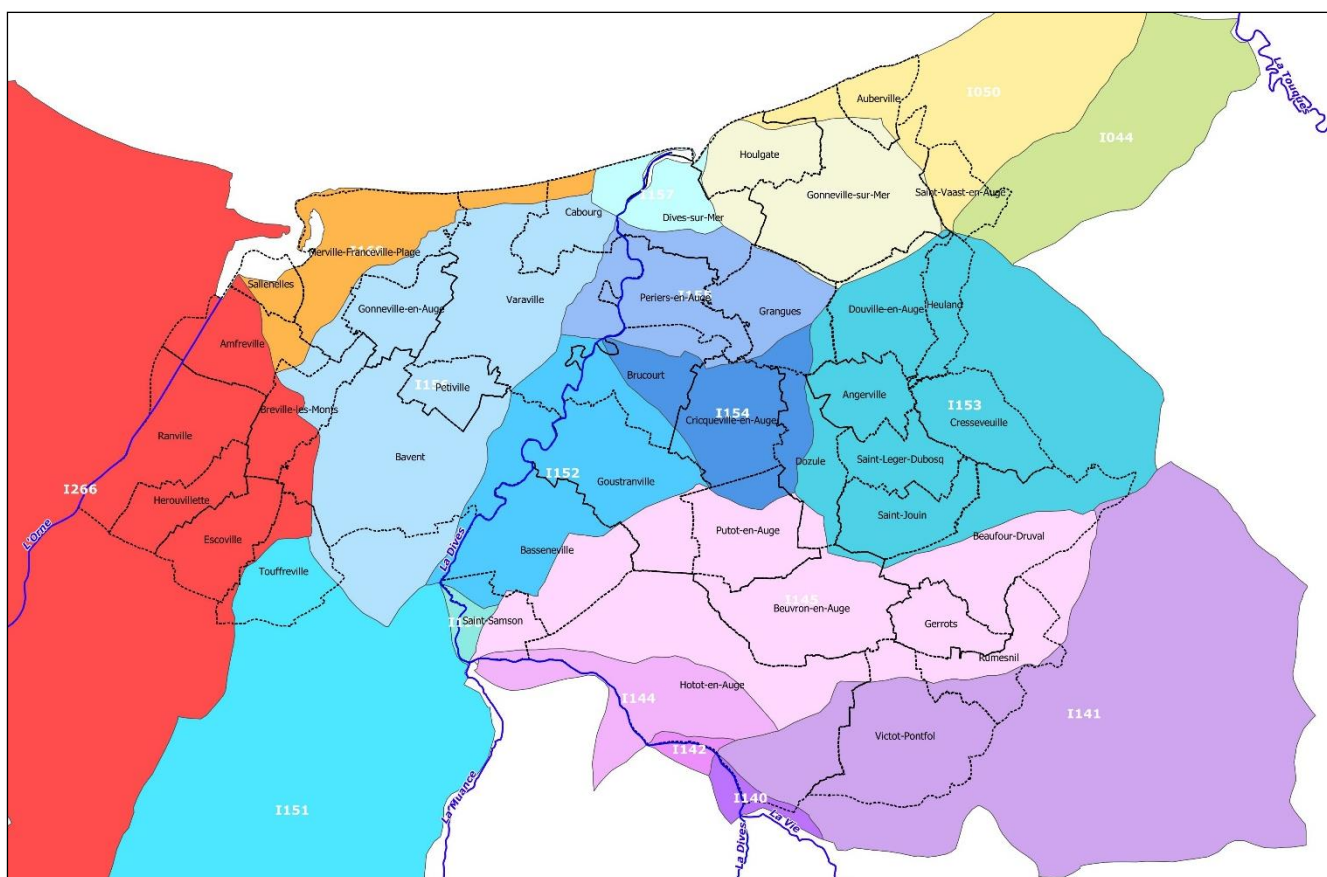 La Touques
I050
Auberville
I044
Houlgate
Saint-Vaast-en-Auge
Gonneville-sur-Mer
I157
Cabourg
Dives-sur-Mer
Merville-Franceville-Plage
Sallenelles
Varaville
Periers-en-Auge
Heuland
Gonneville-en-Auge
Grangues
Douville-en-Auge
Amfreville
Brucourt
Petiville
Angerville
I153
Breville-les-Monts
I154
Cricqueville-en-Auge
Cresseveuille
Ranville
Bavent
Dozule
Saint-Leger-Dubosq
I152
Goustranville
I266
Herouvillette
Saint-Jouin
L'Orne
Escoville
Putot-en-Auge
Beaufour-Druval
La Dives
Basseneville
Touffreville
I145
Beuvron-en-Auge
Saint-Samson
Gerrots
Rumesnil
Hotot-en-Auge
I144
I141
Victot-Pontfol
I142
I140
La Muance
I151
La Vie
La Dives